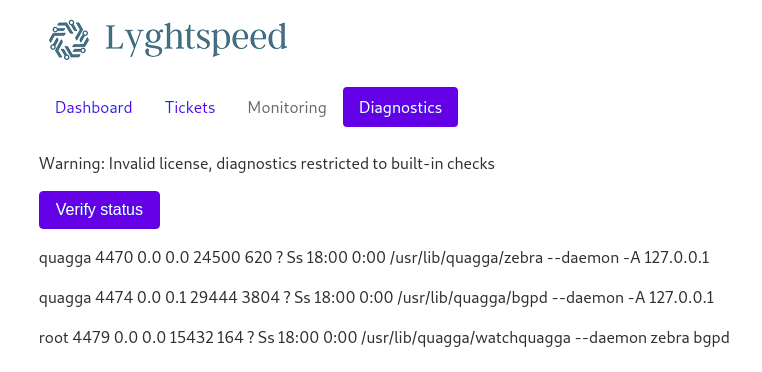 Lyghtspeed
Dashboard Tickets Monitoring Diagnostics
Warning: Invalid license, diagnostics restricted to built-in checks
Verify status
quagga 4470 0.0 0.0 24500 620 ? Ss 18:00 0:00 /usr/lib/quagga/zebra --daemon -A 127.0.0.1
quagga 4474 0.0 0.1 29444 3804 ? Ss 18:00 0:00 /usr/lib/quagga/bgpd --daemon -A 127.0.0.1
root 4479 0.0 0.0 15432 164 ? Ss 18:00 0:00 /usr/lib/quagga/watchquagga --daemon zebra bgpd